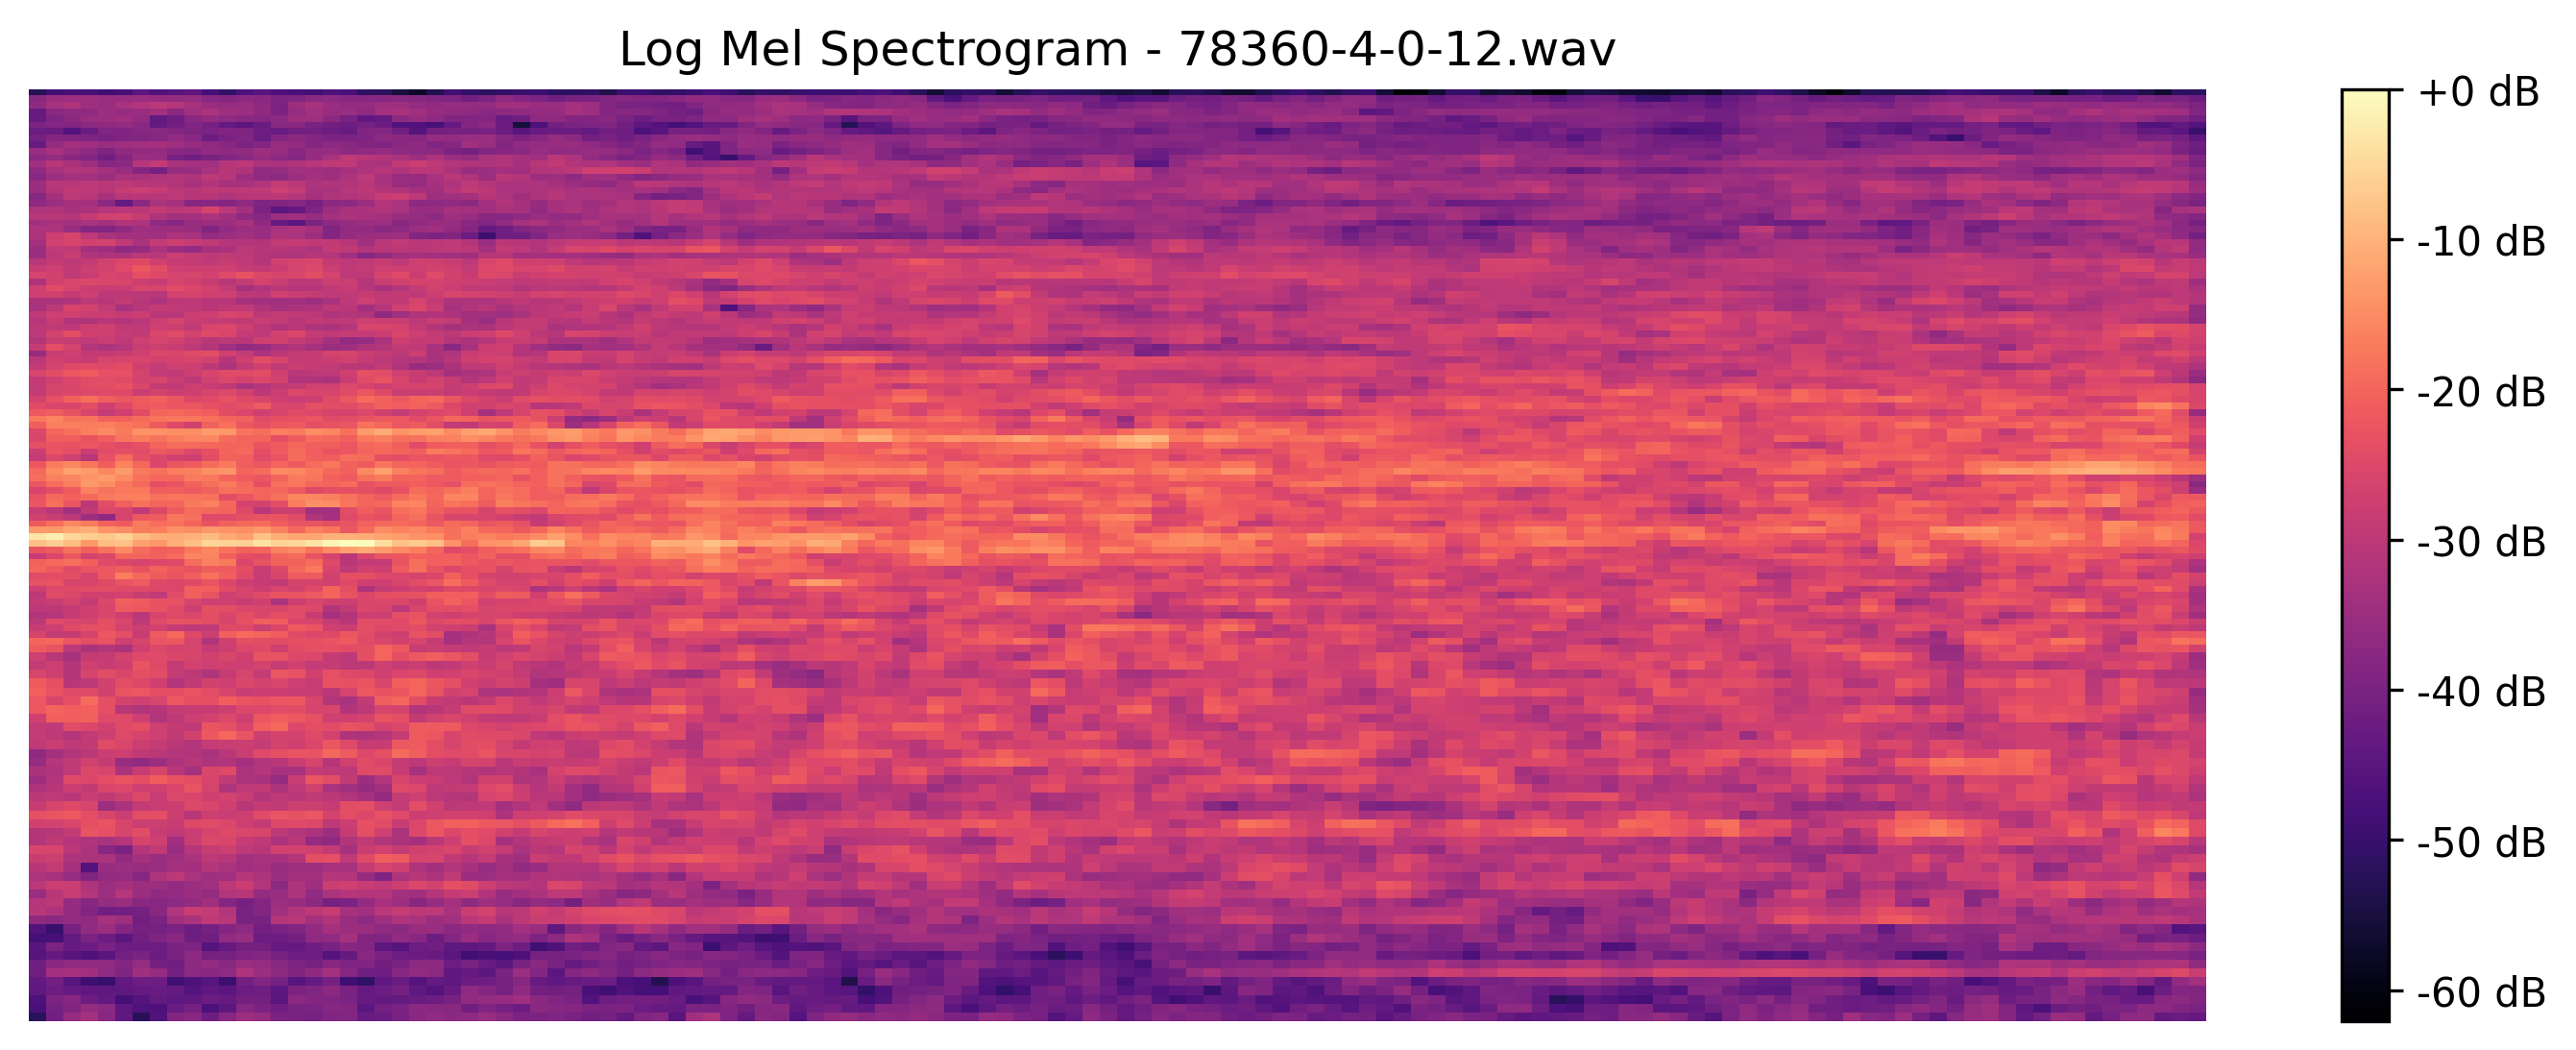 Log Mel Spectrogram - 78360-4-0-12.wav
+0 dB
-10 dB
-20 dB
-30 dB
-40 dB
-50 dB
-60 dB